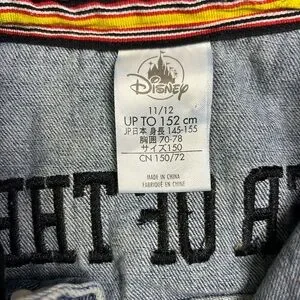 Disney
11/12
UP TO 152 cm
JP日本 身長 145-155
胸囲 70-78
サイズ150
CN 150/72
MADE IN CHINA
FABRIQUÉ EN CHINE